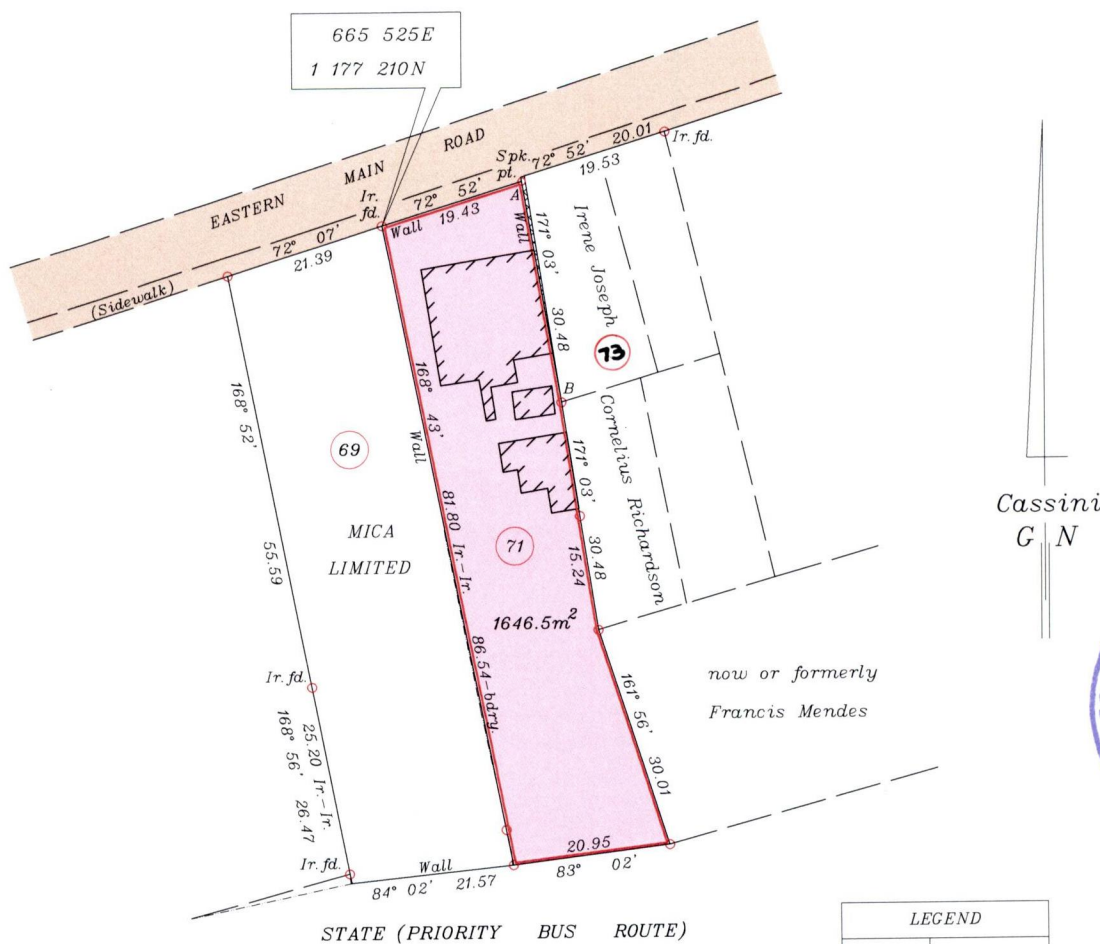 665 525E
1 177 210N
EASTERN MAIN ROAD
(Sidewalk)
72° 07'
21.39
Ir.
fd.
72° 52'
19.43
Spk.
pt.
72° 52' 20.01
19.53
Ir. fd.
A
Wall
Wall
171° 03'
30.48
Irene Joseph
73
B
168° 43'
Wall
81.80 Ir.-Ir.
86.54-bdry.
168° 52'
55.59
69
MICA
LIMITED
71
1646.5m²
171° 03'
30.48
15.24
Cornelius Richardson
Cassini
G N
now or formerly
Francis Mendes
161° 56'
30.01
Ir. fd.
25.20 Ir.-Ir.
168° 56' 26.47
Ir. fd.
Wall
84° 02' 21.57
20.95
83° 02'
STATE (PRIORITY BUS ROUTE)
LEGEND